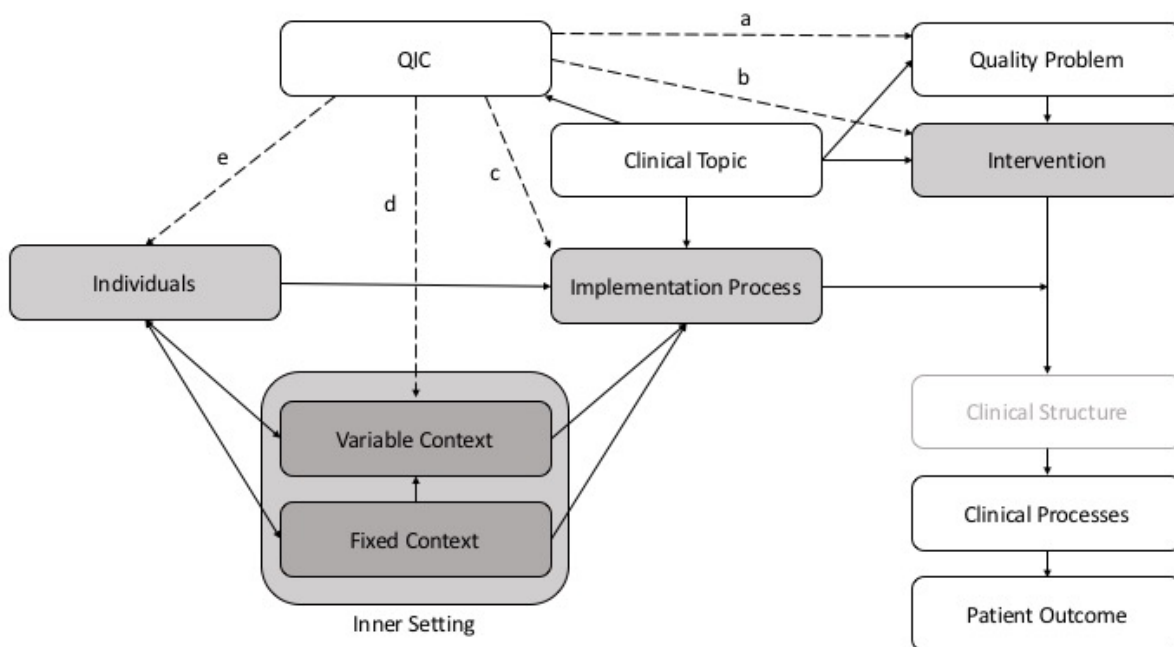 a
QIC
Quality Problem
b
Clinical Topic
Intervention
e
c
d
Individuals
Implementation Process
Variable Context
Clinical Structure
Fixed Context
Clinical Processes
Inner Setting
Patient Outcome